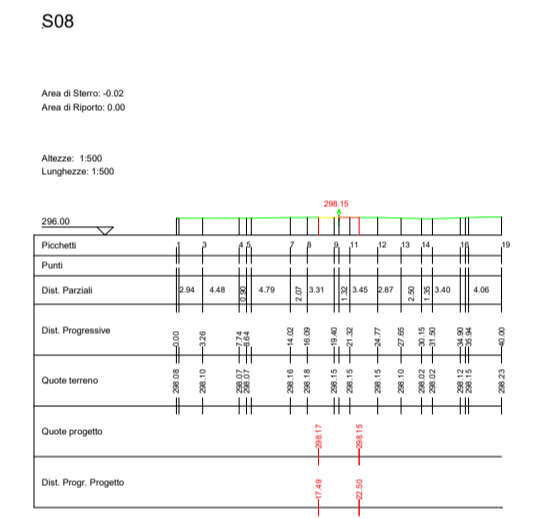 S08
Area di Sterro: -0.02
Area di Riporto: 0.00
Altezze: 1:500
Lunghezze: 1:500
298.15
296.00
Picchetti 1 3 4 5 7 8 9 11 12 13 14 16 19
Punti
Dist. Parziali 2.94 4.48 0.90 4.79 2.07 3.31 1.32 3.45 2.87 2.50 1.35 3.40 4.06
Dist. Progressive 0.00 3.26 7.74 8.64 14.02 16.09 19.40 21.32 24.77 27.65 30.15 31.50 34.90 35.94 40.00
Quote terreno 298.08 298.10 298.07 298.07 298.16 298.18 298.15 298.15 298.15 298.10 298.02 298.02 298.12 298.15 298.23
Quote progetto 298.17 298.15
Dist. Progr. Progetto 17.49 22.50